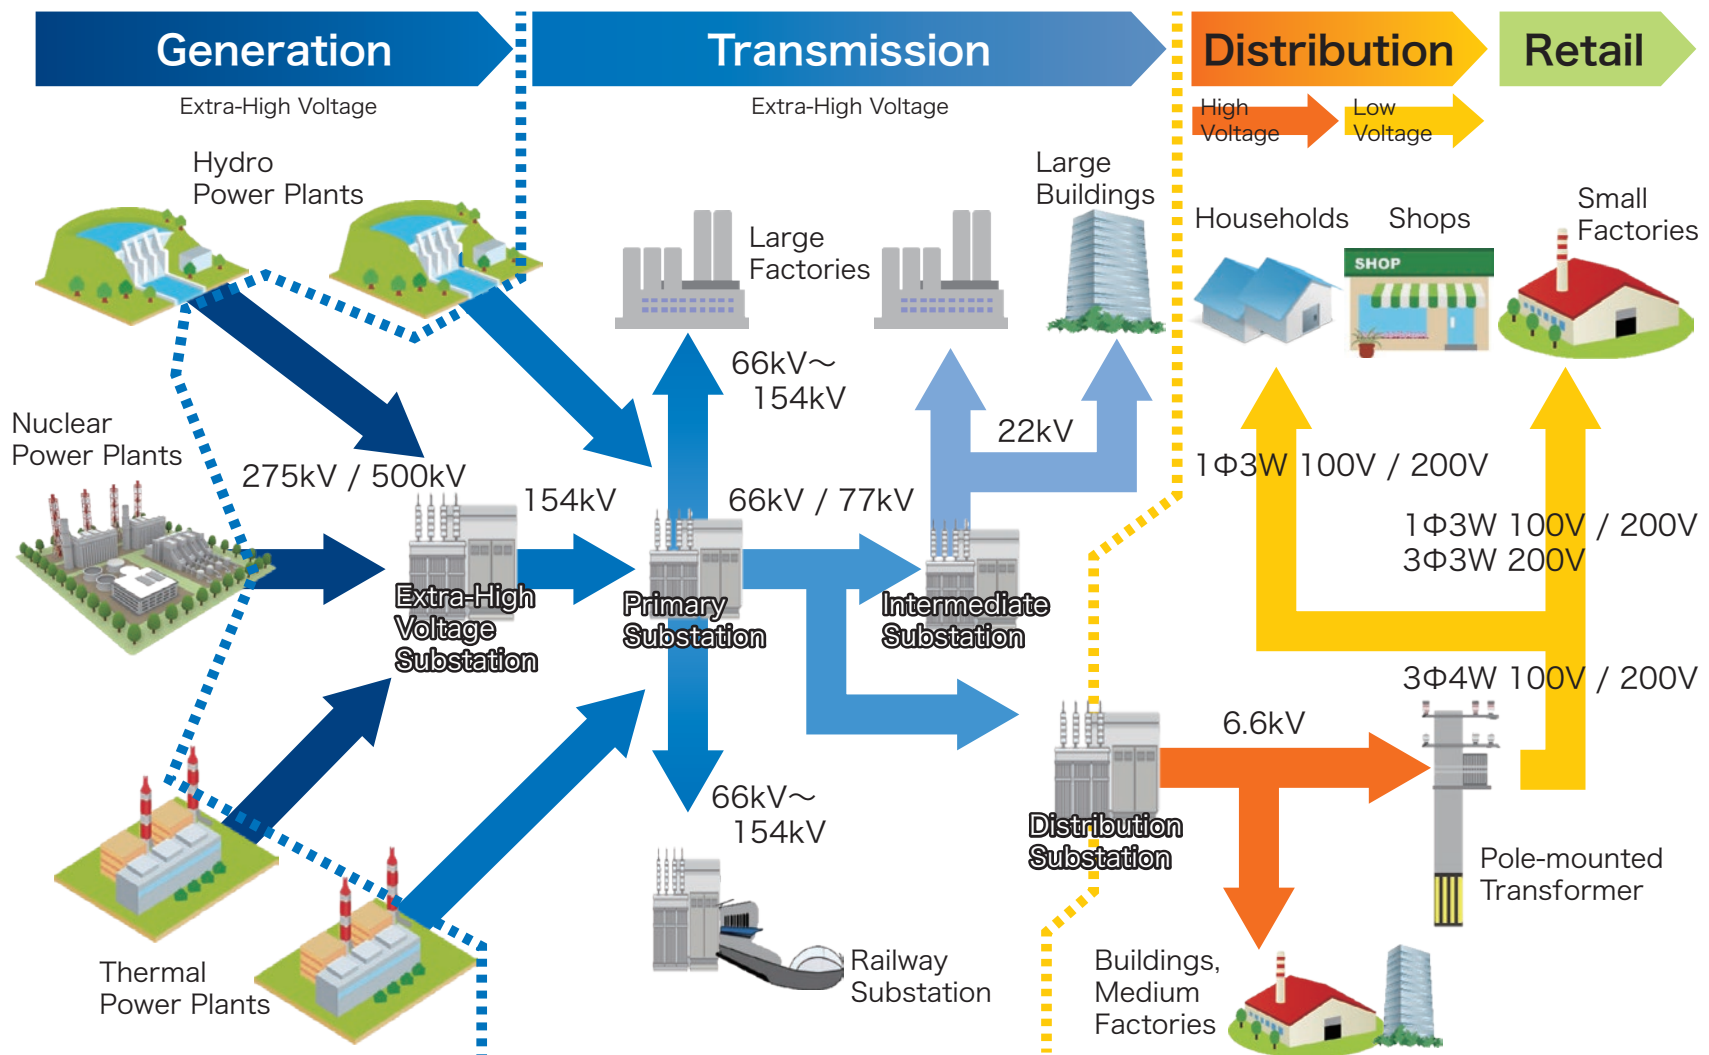 Generation
Transmission
Distribution
Retail
Extra-High Voltage
Extra-High Voltage
High
Voltage
Low
Voltage
Hydro
Power Plants
Large
Factories
Large
Buildings
Households
Shops
Small
Factories
SHOP
66kV～
154kV
22kV
Nuclear
Power Plants
275kV / 500kV
154kV
66kV / 77kV
1Φ3W 100V / 200V
1Φ3W 100V / 200V
3Φ3W 200V
Extra-High
Voltage
Substation
Primary
Substation
Intermediate
Substation
3Φ4W 100V / 200V
6.6kV
66kV～
154kV
Distribution
Substation
Pole-mounted
Transformer
Thermal
Power Plants
Railway
Substation
Buildings,
Medium
Factories